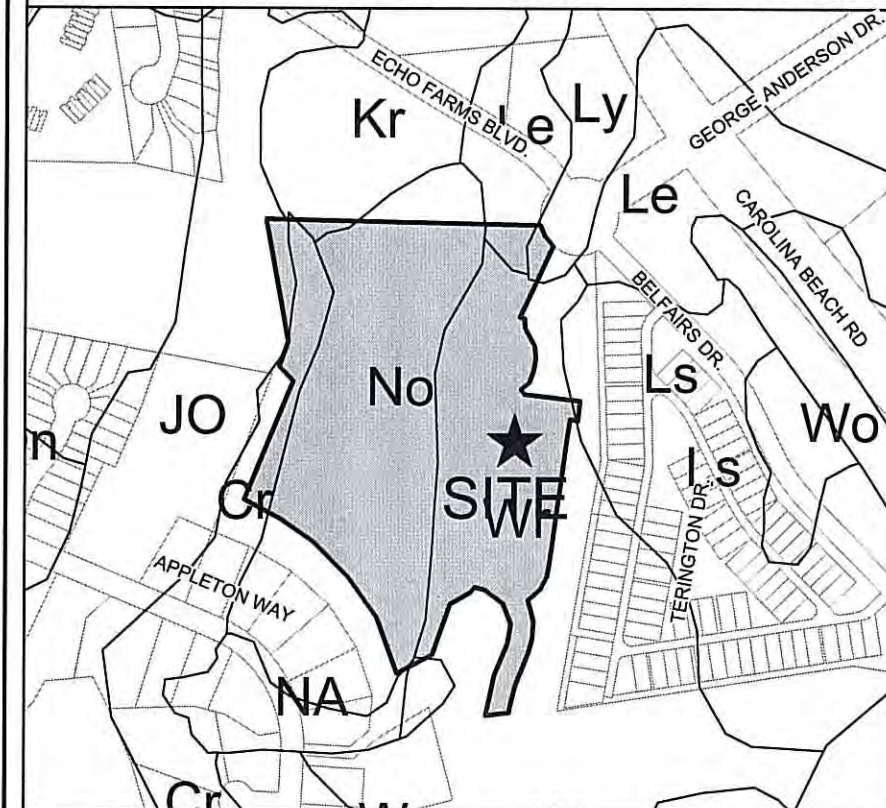 ECHO FARMS BLVD.
Kr
Le
Ly
GEORGE ANDERSON DR.
Le
CAROLINA BEACH RD
BELFAIRS DR.
No
Ls
JO
Wo
n
Ls
Cr
SITE
TERINGTON DR.
APPLETON WAY
NA
Cr